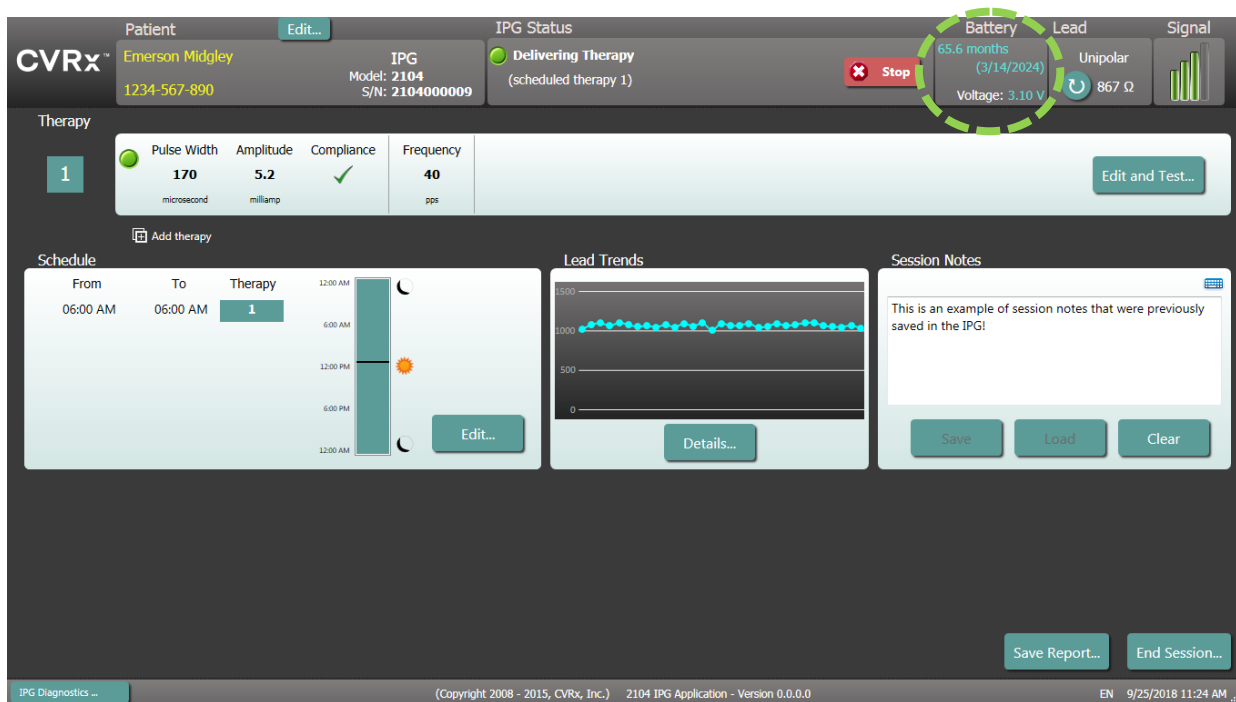 Patient
Edit...
IPG Status
Battery
Lead
Signal
CVRx™
Emerson Midgley
1234-567-890
IPG
Model: 2104
S/N: 2104000009
Delivering Therapy
(scheduled therapy 1)
Stop
65.6 months
(3/14/2024)
Voltage: 3.10 V
Unipolar
867 Ω
Therapy
1
Pulse Width
170
microsecond
Amplitude
5.2
milliamp
Compliance
Frequency
40
pps
Edit and Test...
Add therapy
Schedule
From To Therapy
06:00 AM 06:00 AM 1
12:00 AM
6:00 AM
12:00 PM
6:00 PM
12:00 AM
Edit...
Lead Trends
1500
1000
500
0
Details...
Session Notes
This is an example of session notes that were previously
saved in the IPG!
Save
Load
Clear
Save Report...
End Session...
IPG Diagnostics ...
(Copyright 2008 - 2015, CVRx, Inc.) 2104 IPG Application - Version 0.0.0.0
EN 9/25/2018 11:24 AM